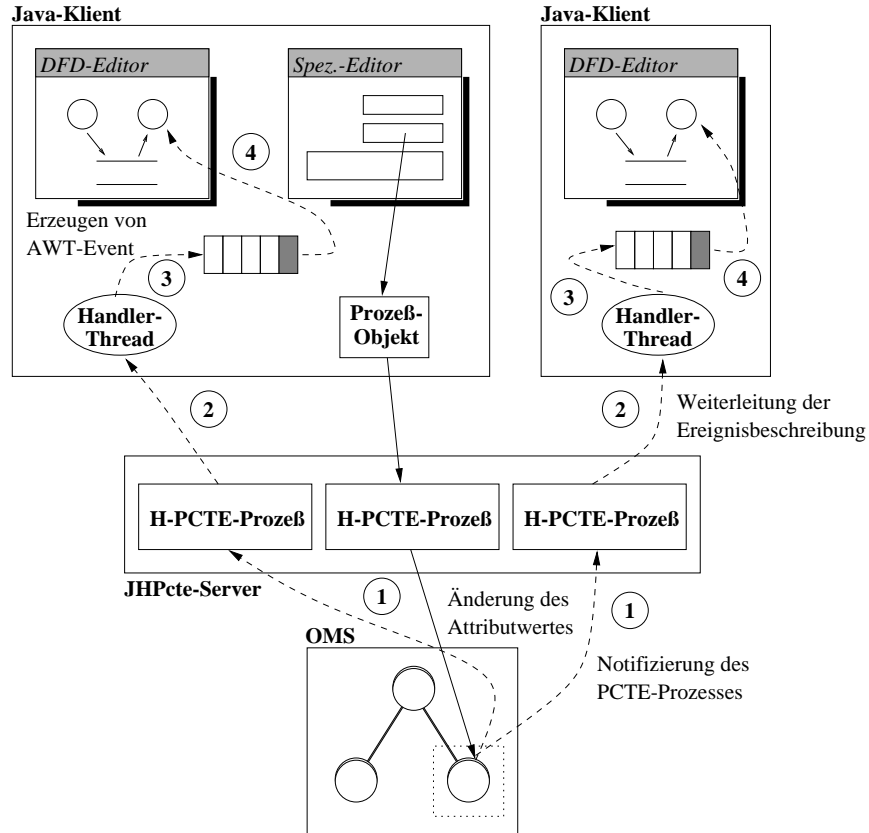 Java-Klient
Java-Klient
DFD-Editor
Spez.-Editor
DFD-Editor
4
Erzeugen von
AWT-Event
3
3
4
Handler-
Thread
Prozeß-
Objekt
Handler-
Thread
2
2
Weiterleitung der
Ereignisbeschreibung
H-PCTE-Prozeß
H-PCTE-Prozeß
H-PCTE-Prozeß
JHPcte-Server
1
Änderung des
Attributwertes
1
OMS
Notifizierung des
PCTE-Prozesses